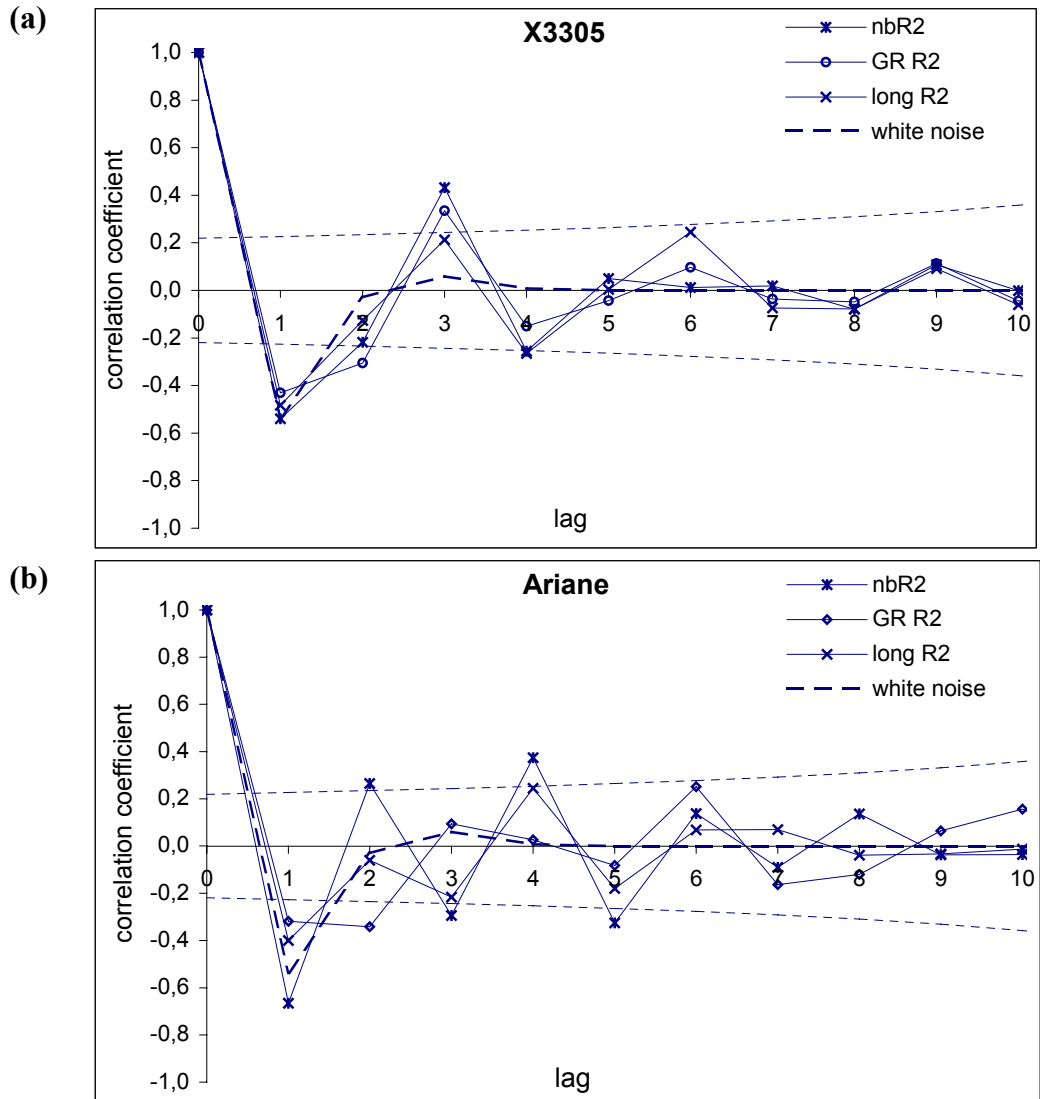 (a)
X3305
nbR2
GR R2
long R2
white noise
correlation coefficient
1,0
0,8
0,6
0,4
0,2
0,0
-0,2
-0,4
-0,6
-0,8
-1,0
0 1 2 3 4 5 6 7 8 9 10
lag
(b)
Ariane
nbR2
GR R2
long R2
white noise
correlation coefficient
1,0
0,8
0,6
0,4
0,2
0,0
-0,2
-0,4
-0,6
-0,8
-1,0
0 1 2 3 4 5 6 7 8 9 10
lag